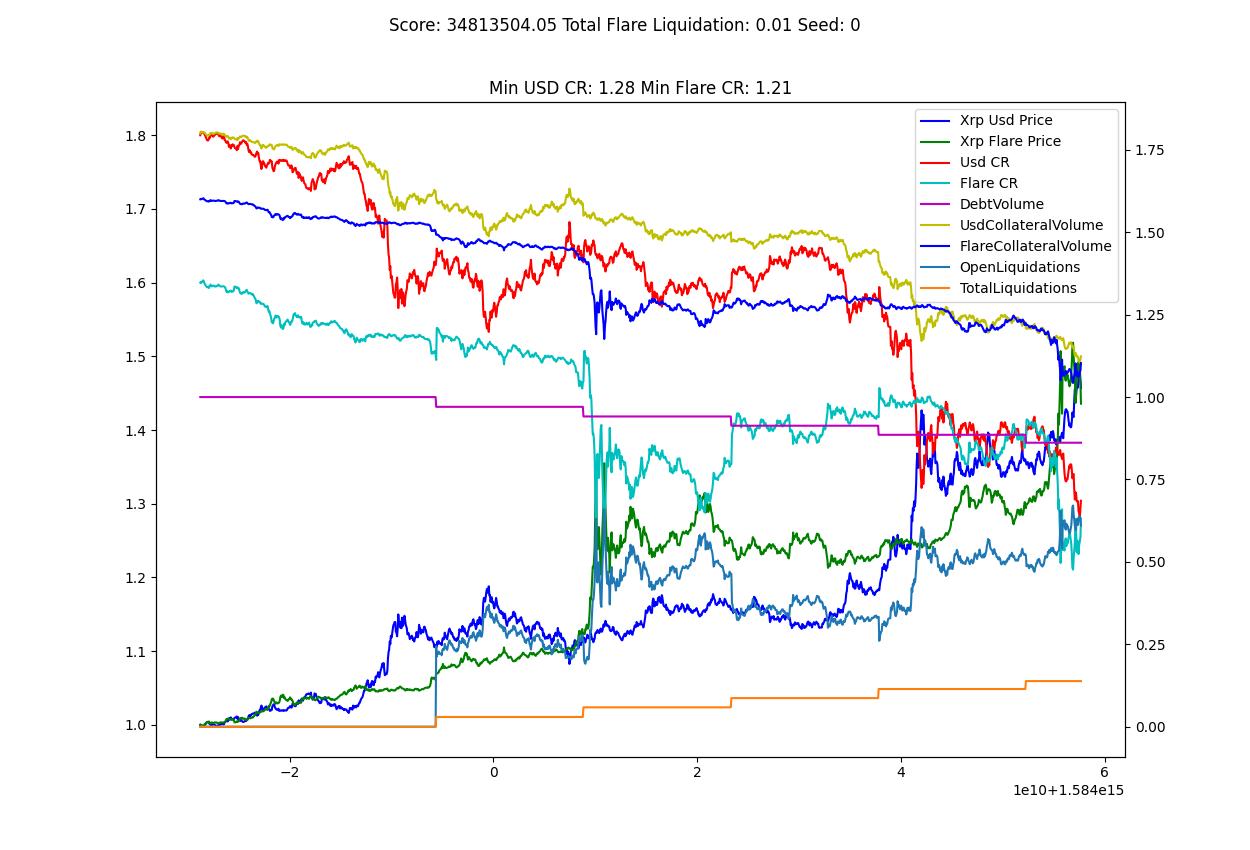 Score: 34813504.05 Total Flare Liquidation: 0.01 Seed: 0
Min USD CR: 1.28 Min Flare CR: 1.21
Xrp Usd Price
Xrp Flare Price
Usd CR
Flare CR
DebtVolume
UsdCollateralVolume
FlareCollateralVolume
OpenLiquidations
TotalLiquidations
1.8
1.7
1.6
1.5
1.4
1.3
1.2
1.1
1.0
1.75
1.50
1.25
1.00
0.75
0.50
0.25
0.00
−2 0 2 4 6
1e10+1.584e15